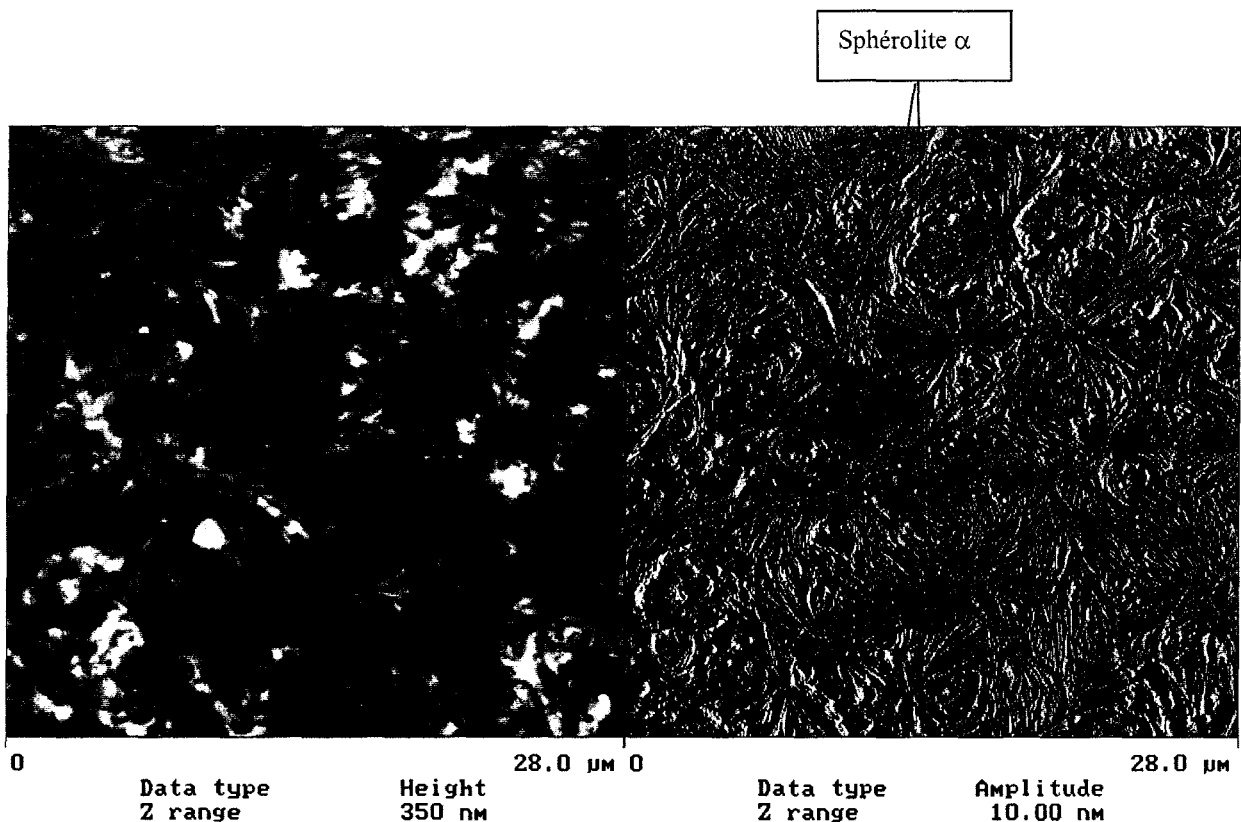 Sphérolite α
0 28.0 µm 0 28.0 µm
Data type Height Data type Amplitude
Z range 350 nm Z range 10.00 nm